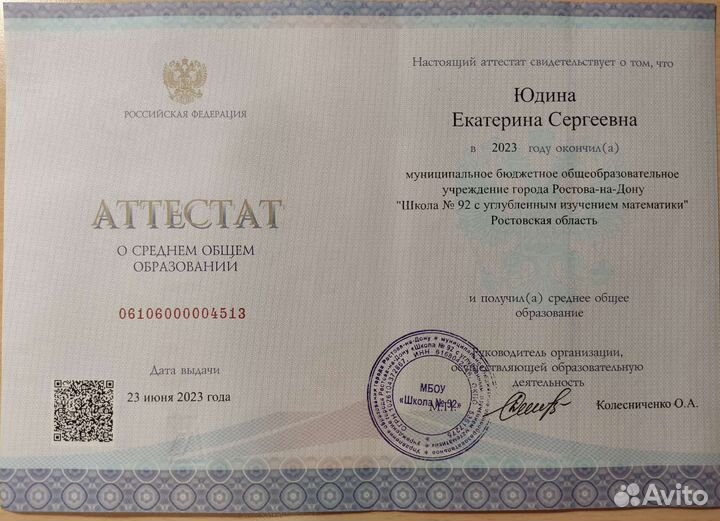 РОССИЙСКАЯ ФЕДЕРАЦИЯ
АТТЕСТАТ
О СРЕДНЕМ ОБЩЕМ
ОБРАЗОВАНИИ
06106000004513
Дата выдачи
23 июня 2023 года
Настоящий аттестат свидетельствует о том, что
Юдина
Екатерина Сергеевна
в 2023 году окончил(а)
муниципальное бюджетное общеобразовательное
учреждение города Ростова-на-Дону
"Школа № 92 с углубленным изучением математики"
Ростовская область
и получил(а) среднее общее
образование
Руководитель организации,
осуществляющей образовательную
деятельность
Колесниченко О.А.
М.П.
МБОУ
«Школа № 92»
Avito